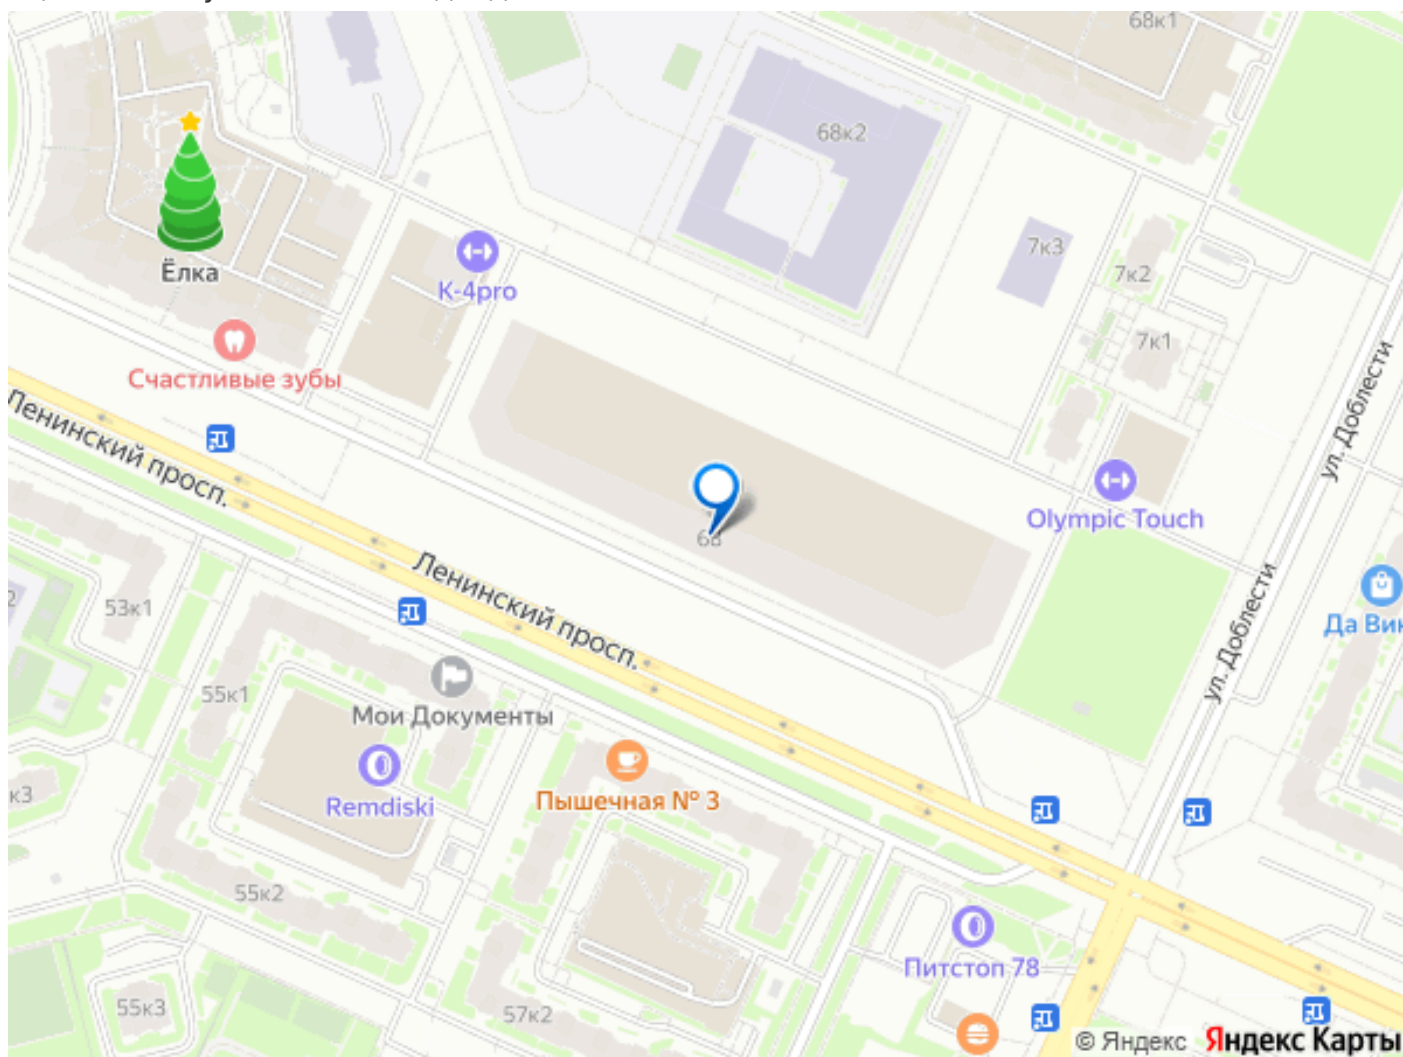 68к1
68к2
Ёлка
7к3
7к2
K-4pro
7к1
Счастливые зубы
Ленинский просп.
ул. Доблести
Olympic Touch
68
Ленинский просп.
53к1
ул. Доблести
Да Вин
55к1
Мои Документы
к3
Remdiski
Пышечная № 3
55к2
Питстоп 78
55к3
57к2
© Яндекс Яндекс Карты